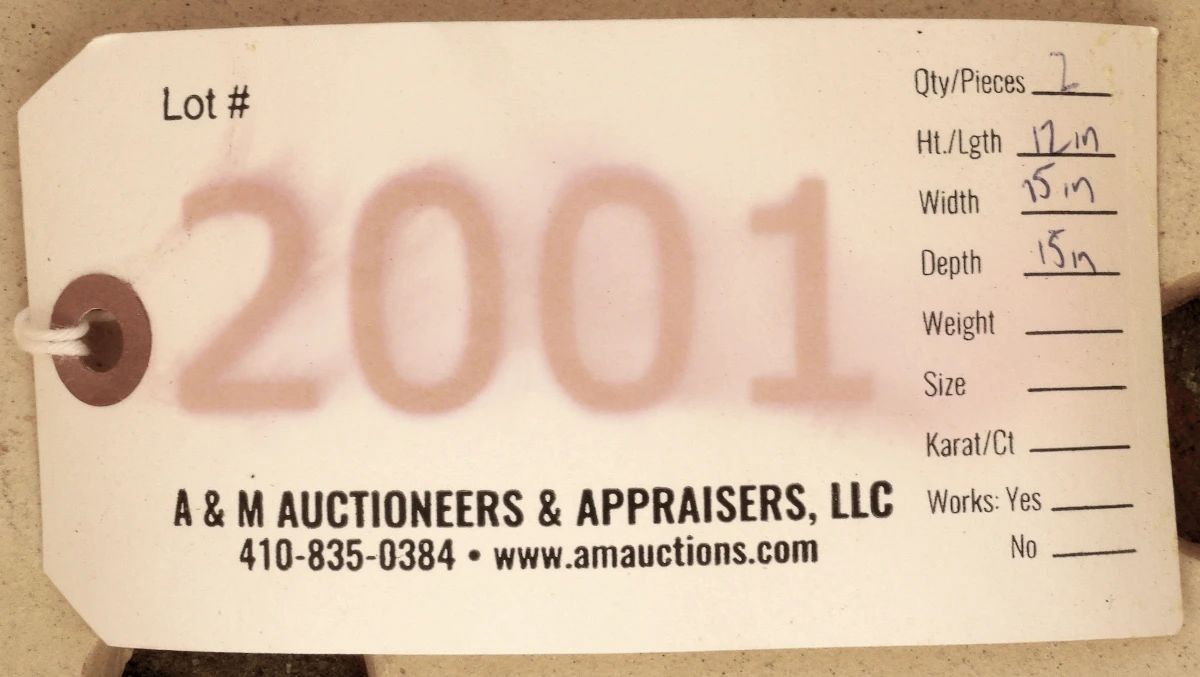 Lot #
2001
A & M AUCTIONEERS & APPRAISERS, LLC
410-835-0384 • www.amauctions.com
Qty/Pieces 2
Ht./Lgth 12 in
Width 15 in
Depth 15 in
Weight
Size
Karat/Ct
Works: Yes
No